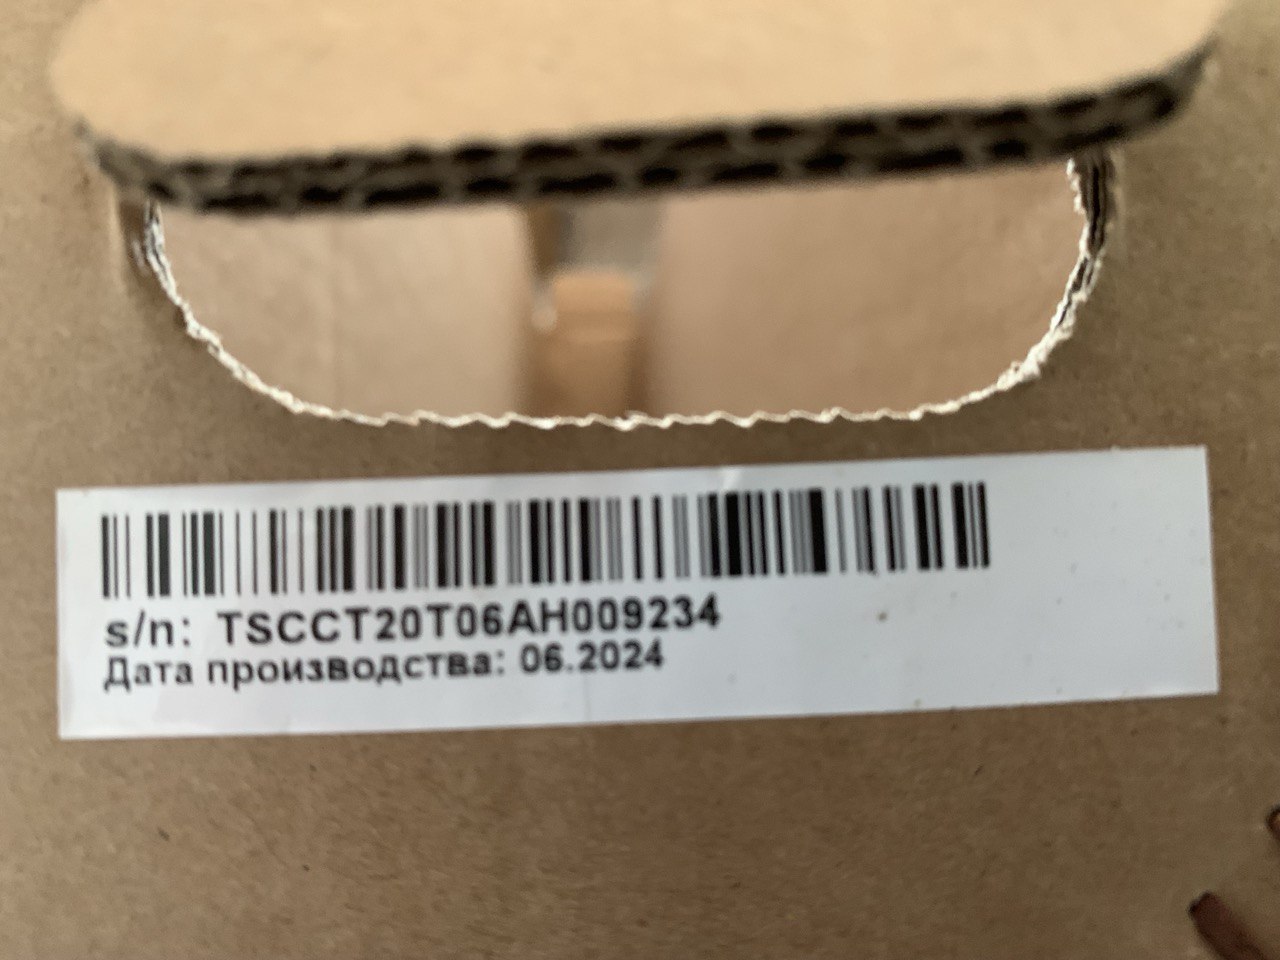 s/n: TSCCT20T06AH009234
Дата производства: 06.2024